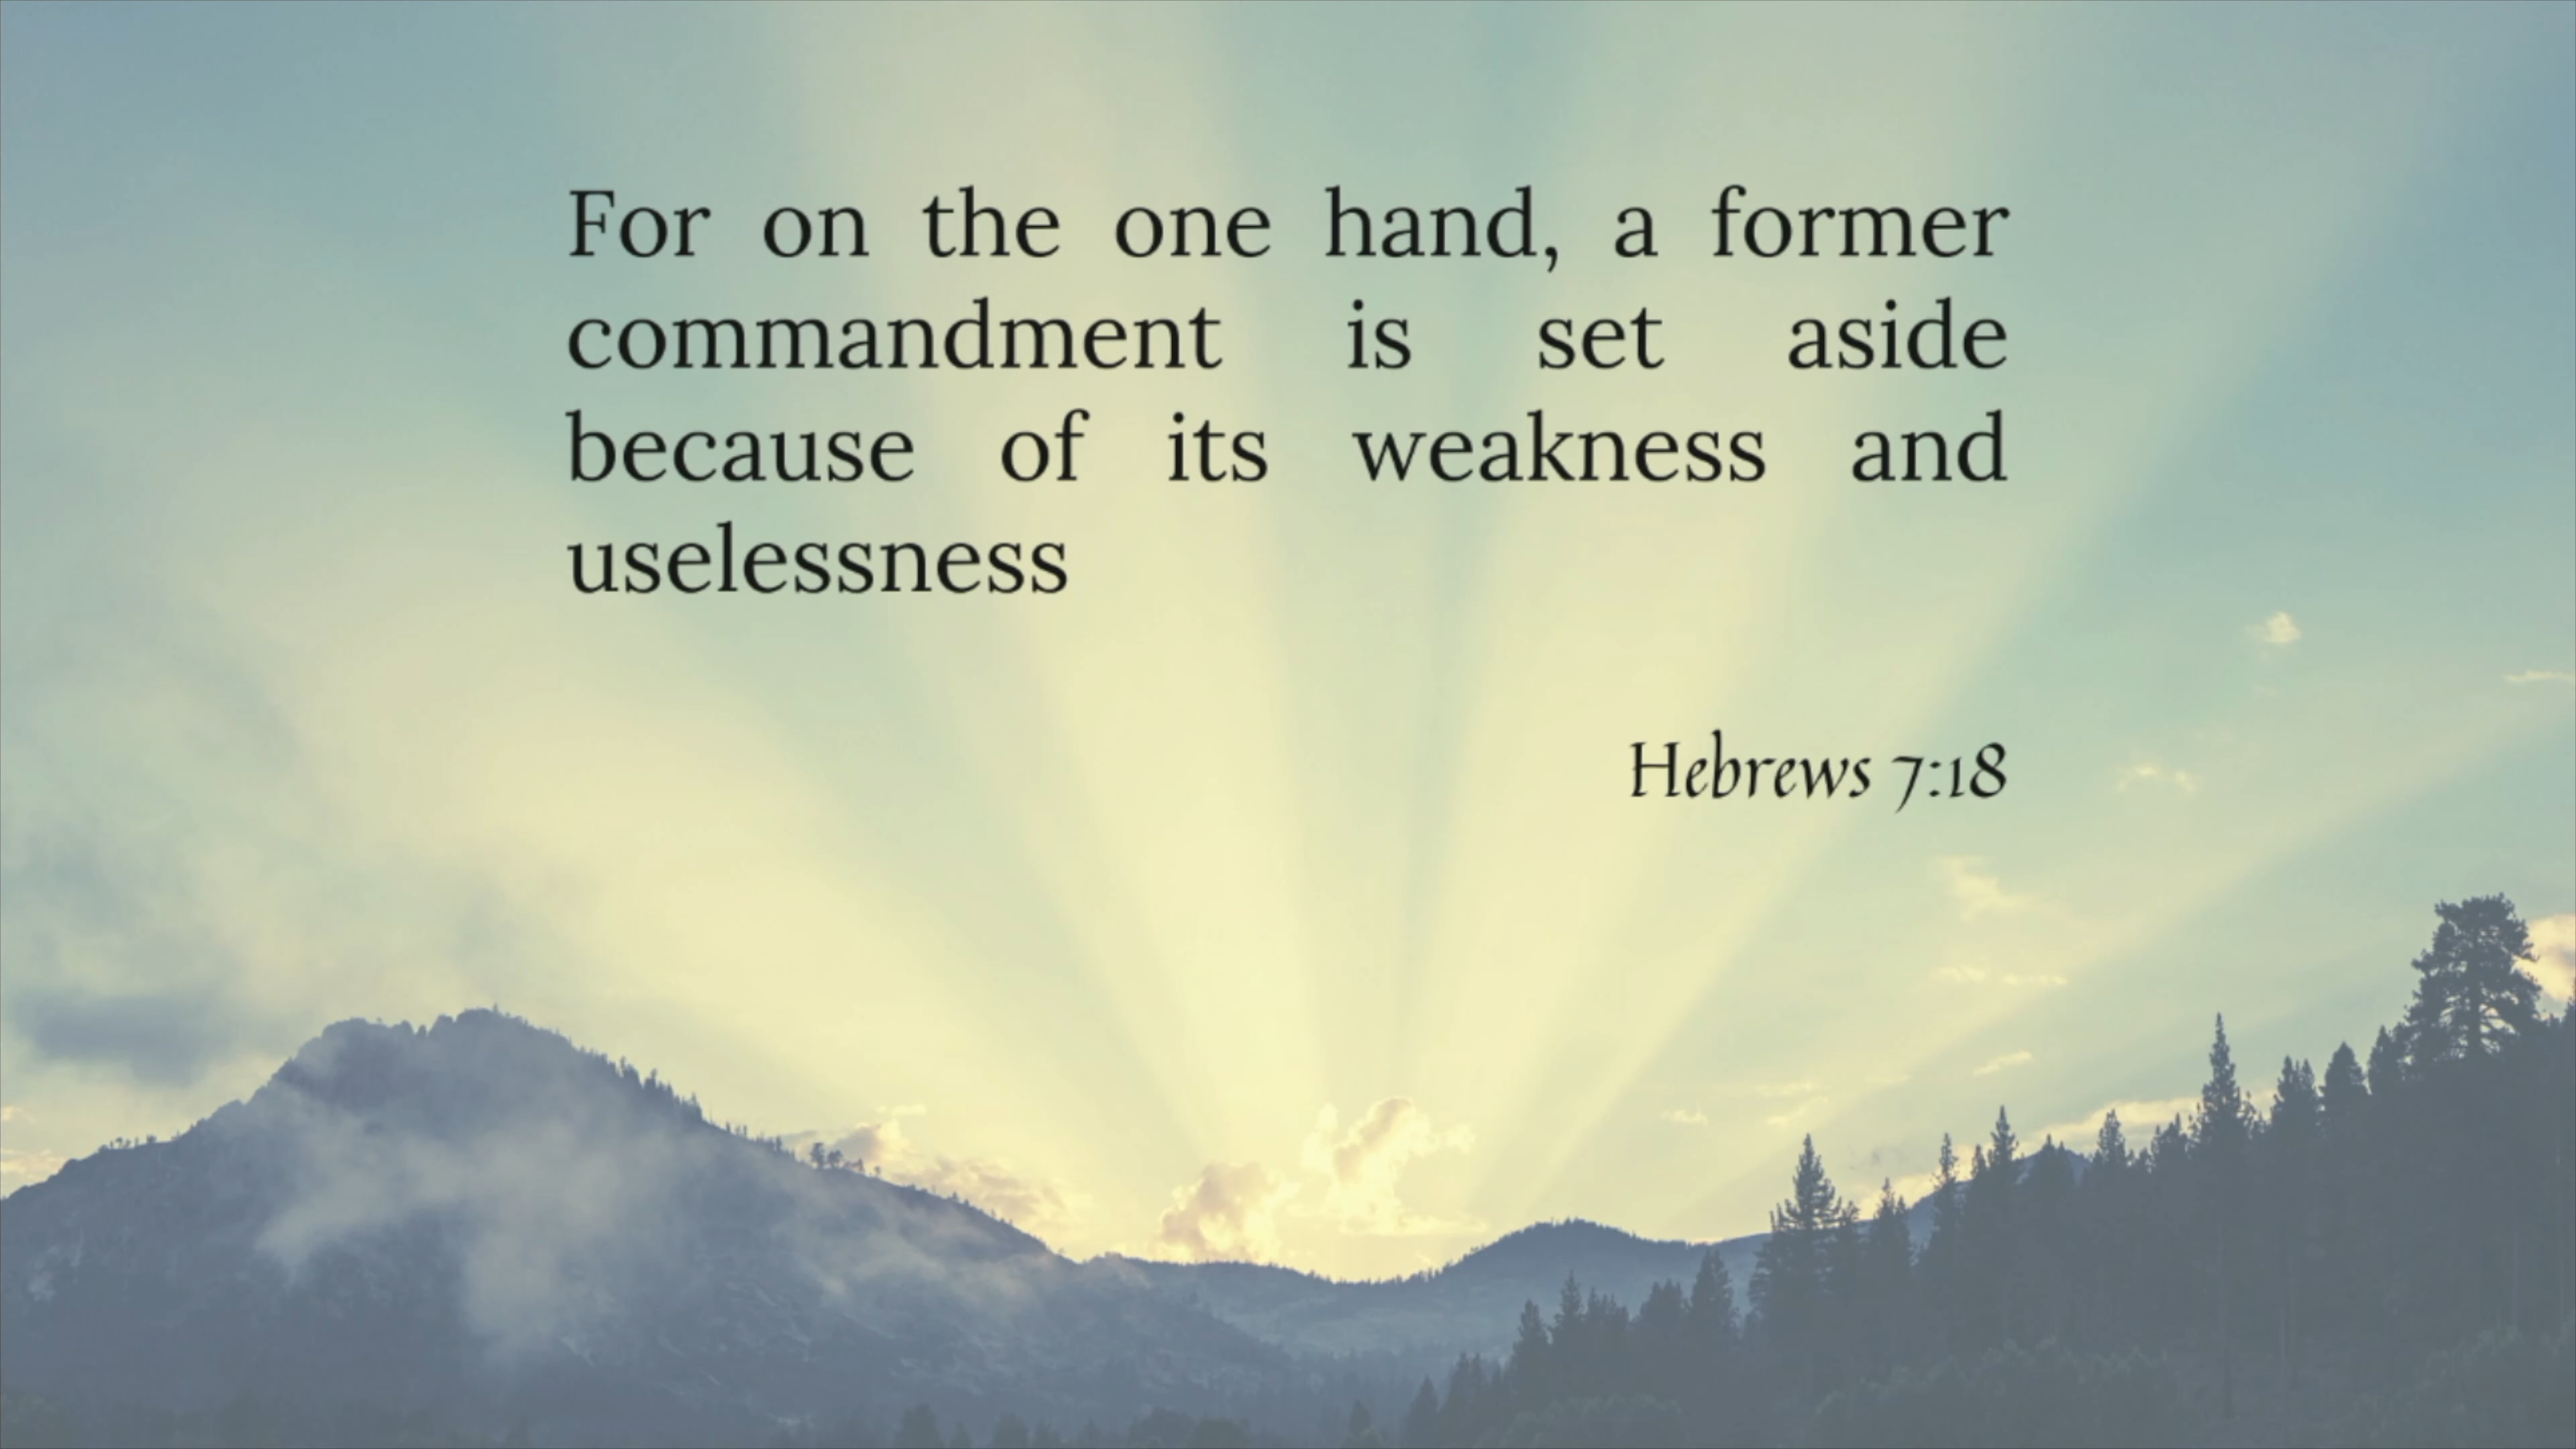 For on the one hand, a former
commandment is set aside
because of its weakness and
uselessness
Hebrews 7:18